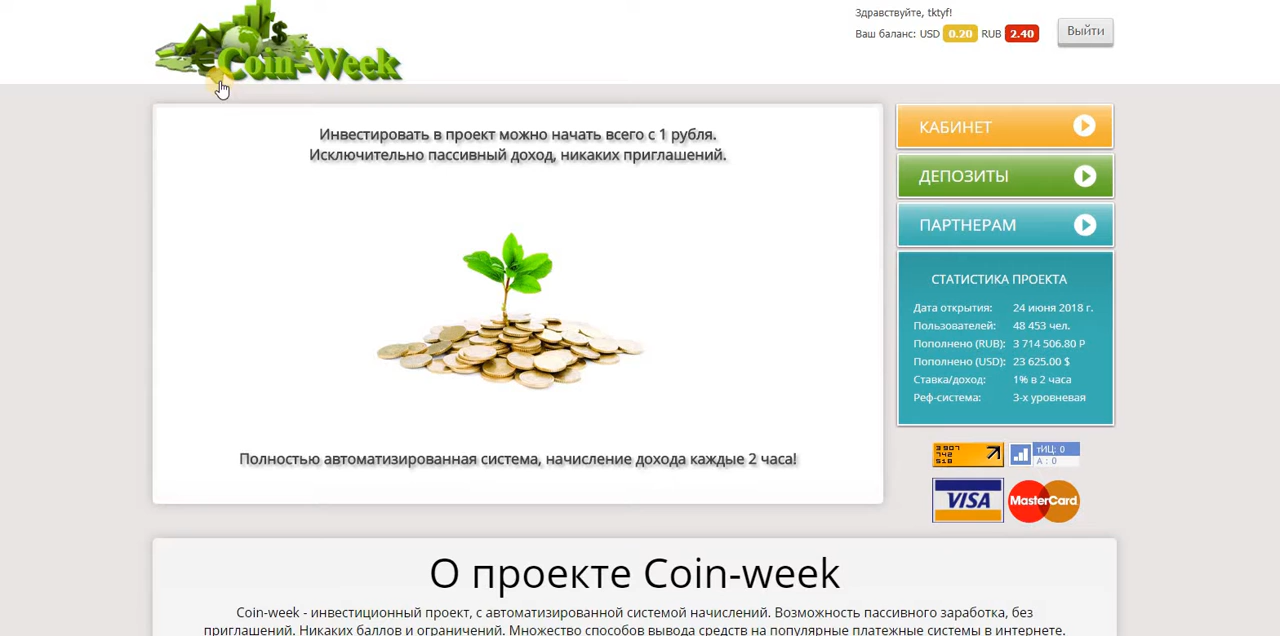 Coin-Week
Здравствуйте, tktyf!
Ваш баланс: USD 0.20 RUB 2.40
Выйти
Инвестировать в проект можно начать всего с 1 рубля.
Исключительно пассивный доход, никаких приглашений.
Полностью автоматизированная система, начисление дохода каждые 2 часа!
КАБИНЕТ
ДЕПОЗИТЫ
ПАРТНЕРАМ
СТАТИСТИКА ПРОЕКТА
Дата открытия: 24 июня 2018 г.
Пользователей: 48 453 чел.
Пополнено (RUB): 3 714 506.80 Р
Пополнено (USD): 23 625.00 $
Ставка/доход: 1% в 2 часа
Реф-система: 3-х уровневая
3907
742
518
тИЦ: 0
А : 0
VISA
MasterCard
О проекте Coin-week
Coin-week - инвестиционный проект, с автоматизированной системой начислений. Возможность пассивного заработка, без
приглашений. Никаких баллов и ограничений. Множество способов вывода средств на популярные платежные системы в интернете.